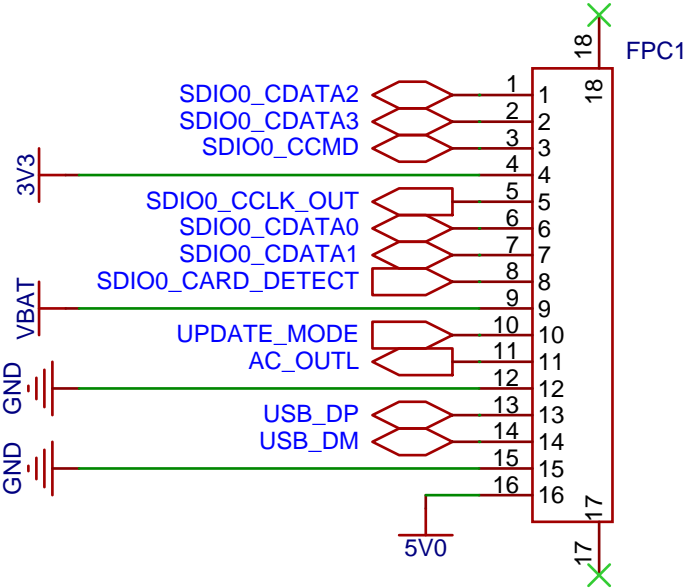 18 FPC1
18
SDIO0_CDATA2 1 1
SDIO0_CDATA3 2 2
SDIO0_CCMD 3 3
3V3 4 4
SDIO0_CCLK_OUT 5 5
SDIO0_CDATA0 6 6
SDIO0_CDATA1 7 7
SDIO0_CARD_DETECT 8 8
VBAT 9 9
UPDATE_MODE 10 10
AC_OUTL 11 11
GND 12 12
USB_DP 13 13
USB_DM 14 14
GND 15 15
16 16
17
5V0 17